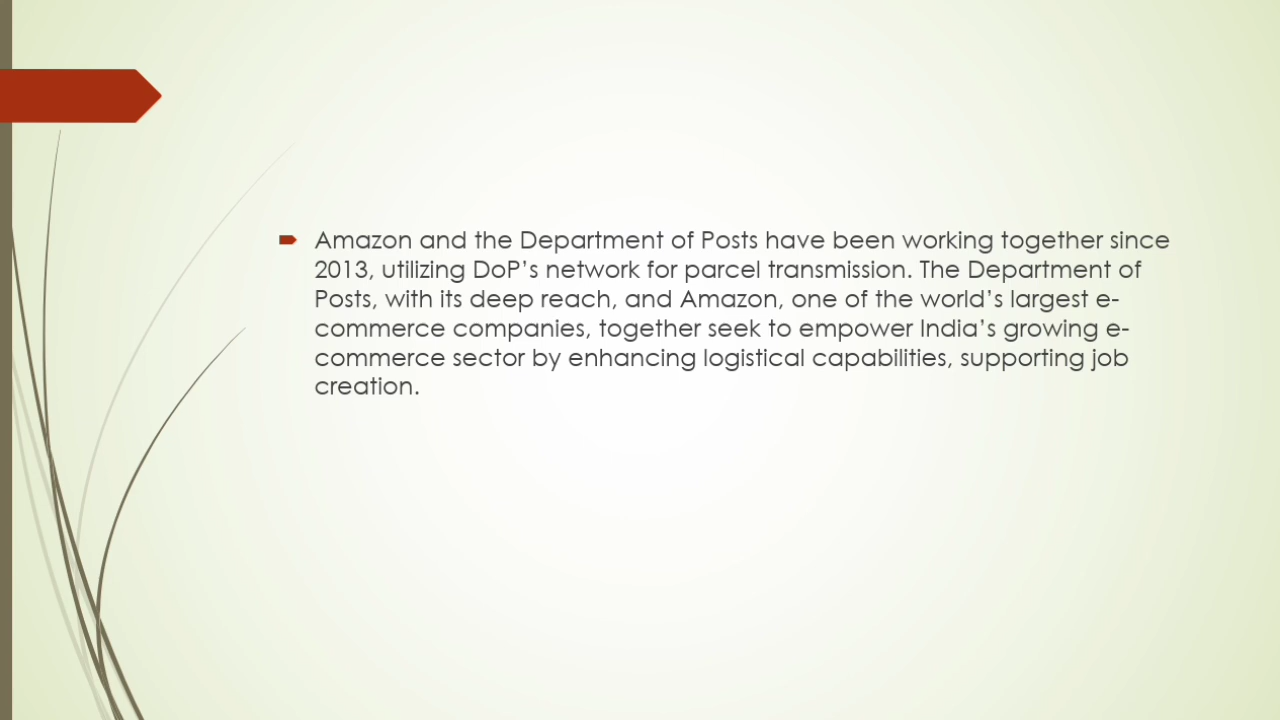 Amazon and the Department of Posts have been working together since
2013, utilizing DoP’s network for parcel transmission. The Department of
Posts, with its deep reach, and Amazon, one of the world’s largest e-
commerce companies, together seek to empower India’s growing e-
commerce sector by enhancing logistical capabilities, supporting job
creation.